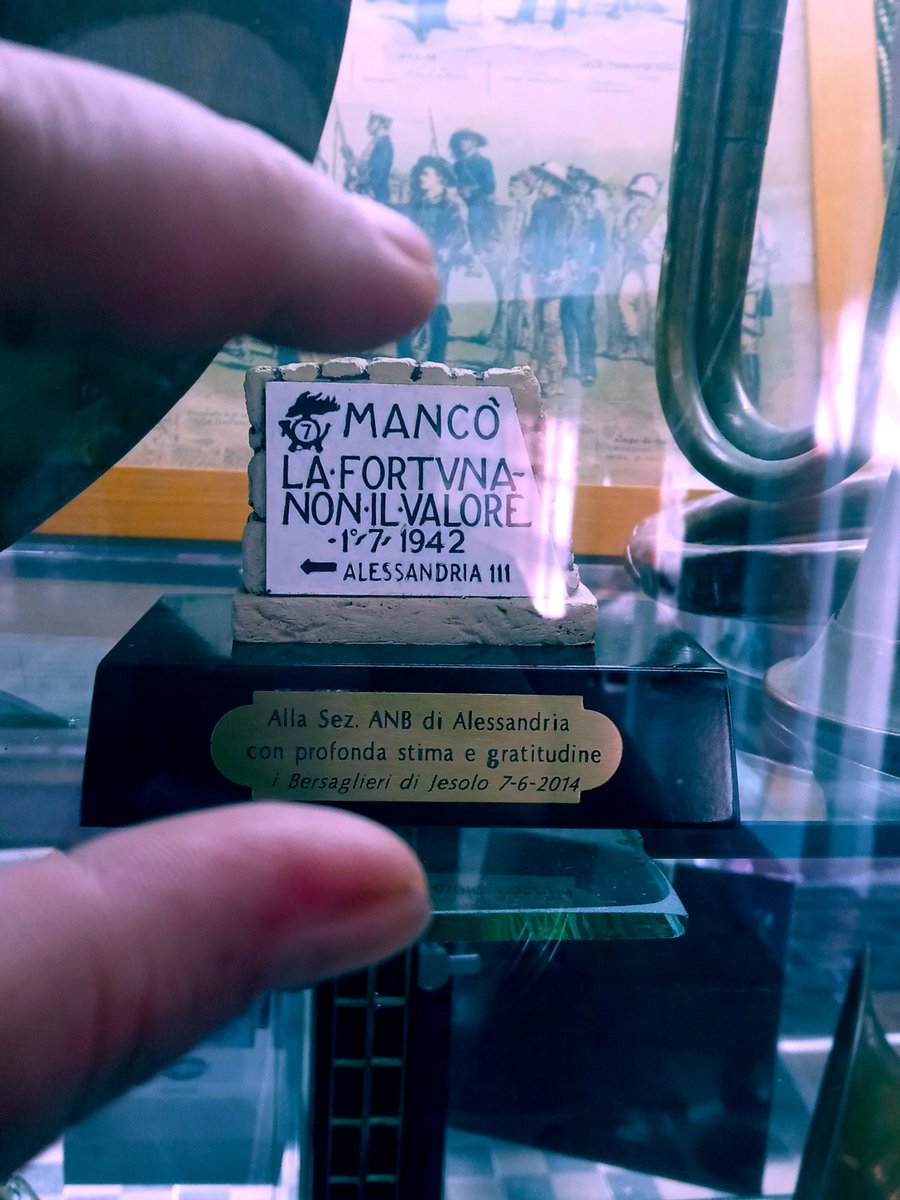 7
MANCÒ
LA·FORTVNA-
NON·IL·VALORE
·1°·7· 1942
ALESSANDRIA 111
Alla Sez. ANB di Alessandria
con profonda stima e gratitudine
i Bersaglieri di Jesolo 7-6-2014